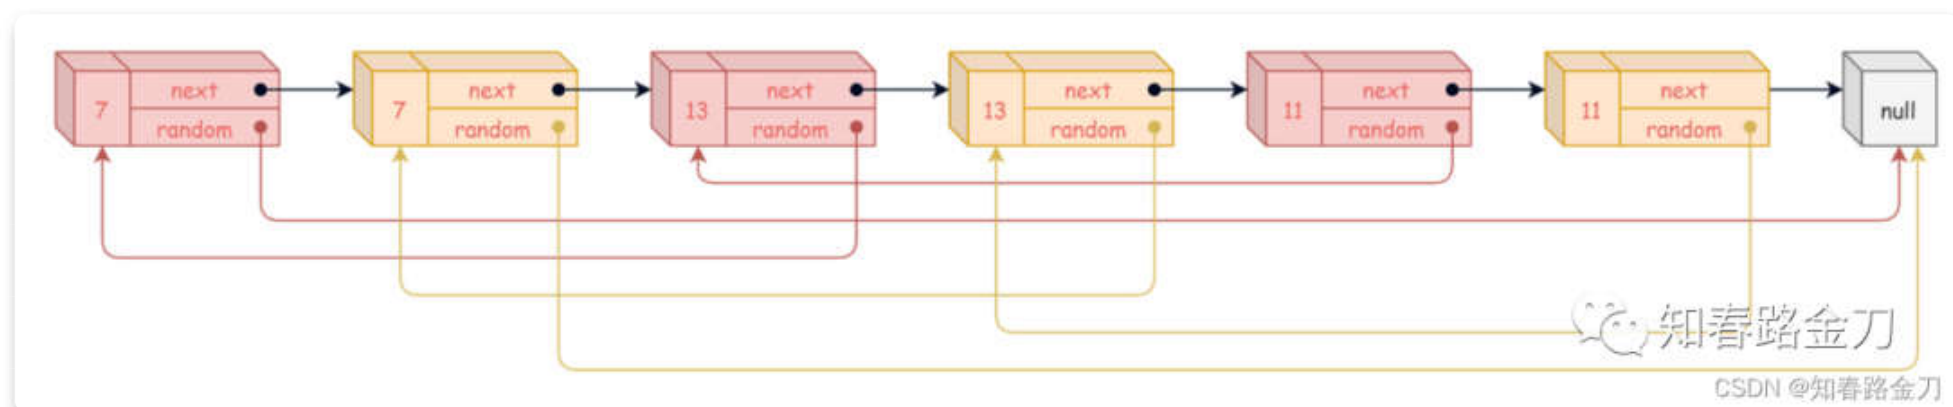 7 next random
7 next random
13 next random
13 next random
11 next random
11 next random
null
知春路金刀
CSDN @知春路金刀